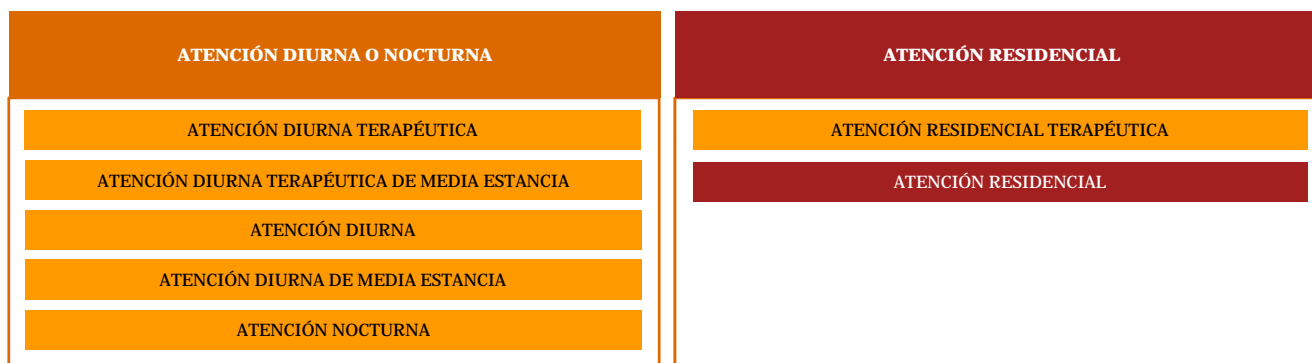 ATENCIÓN DIURNA O NOCTURNA
ATENCIÓN DIURNA TERAPÉUTICA
ATENCIÓN DIURNA TERAPÉUTICA DE MEDIA ESTANCIA
ATENCIÓN DIURNA
ATENCIÓN DIURNA DE MEDIA ESTANCIA
ATENCIÓN NOCTURNA
ATENCIÓN RESIDENCIAL
ATENCIÓN RESIDENCIAL TERAPÉUTICA
ATENCIÓN RESIDENCIAL